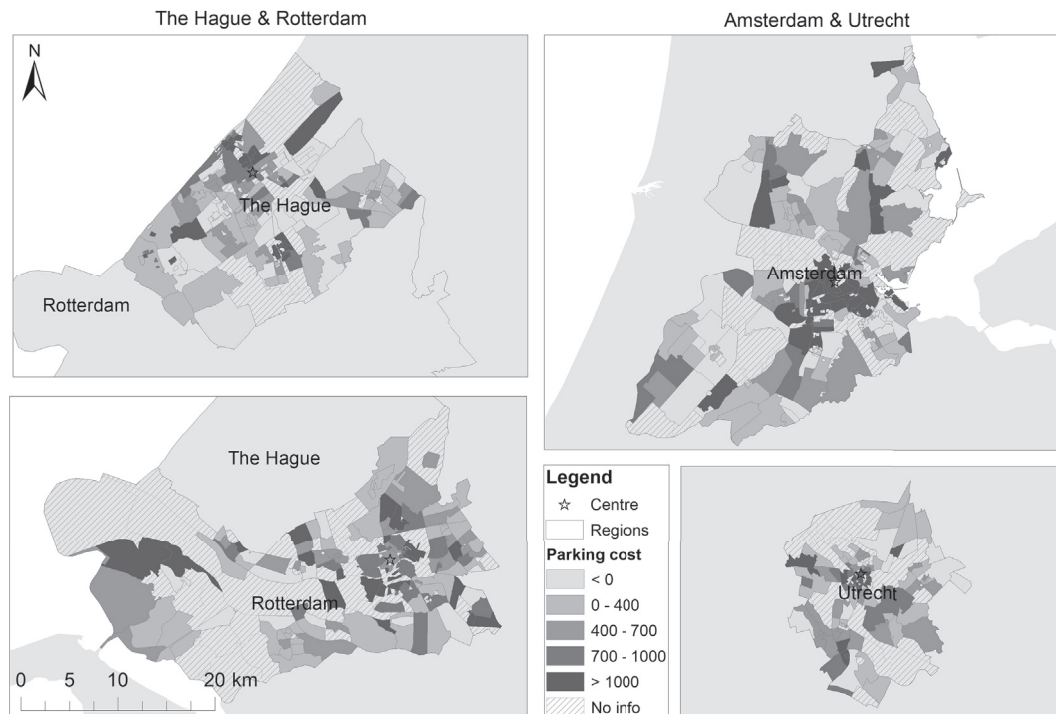 The Hague & Rotterdam
Amsterdam & Utrecht
N
The Hague
Rotterdam
Amsterdam
The Hague
Rotterdam
0 5 10 20 km
Legend
Centre
Regions
Parking cost
< 0
0 - 400
400 - 700
700 - 1000
> 1000
No info
Utrecht